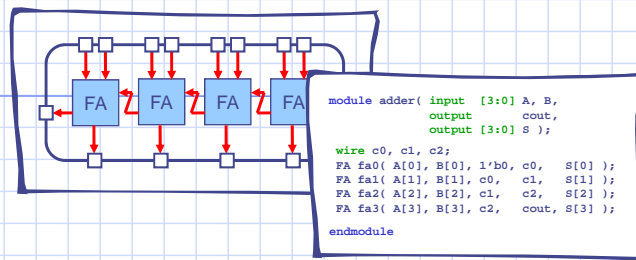 FA FA FA FA
module adder( input [3:0] A, B,
output cout,
output [3:0] S );
wire c0, c1, c2;
FA fa0( A[0], B[0], 1'b0, c0, S[0] );
FA fa1( A[1], B[1], c0, c1, S[1] );
FA fa2( A[2], B[2], c1, c2, S[2] );
FA fa3( A[3], B[3], c2, cout, S[3] );
endmodule